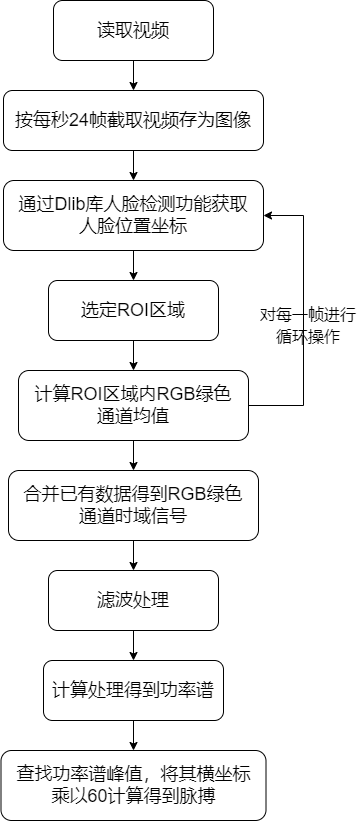 读取视频
按每秒24帧截取视频存为图像
通过Dlib库人脸检测功能获取
人脸位置坐标
选定ROI区域
对每一帧进行
循环操作
计算ROI区域内RGB绿色
通道均值
合并已有数据得到RGB绿色
通道时域信号
滤波处理
计算处理得到功率谱
查找功率谱峰值，将其横坐标
乘以60计算得到脉搏